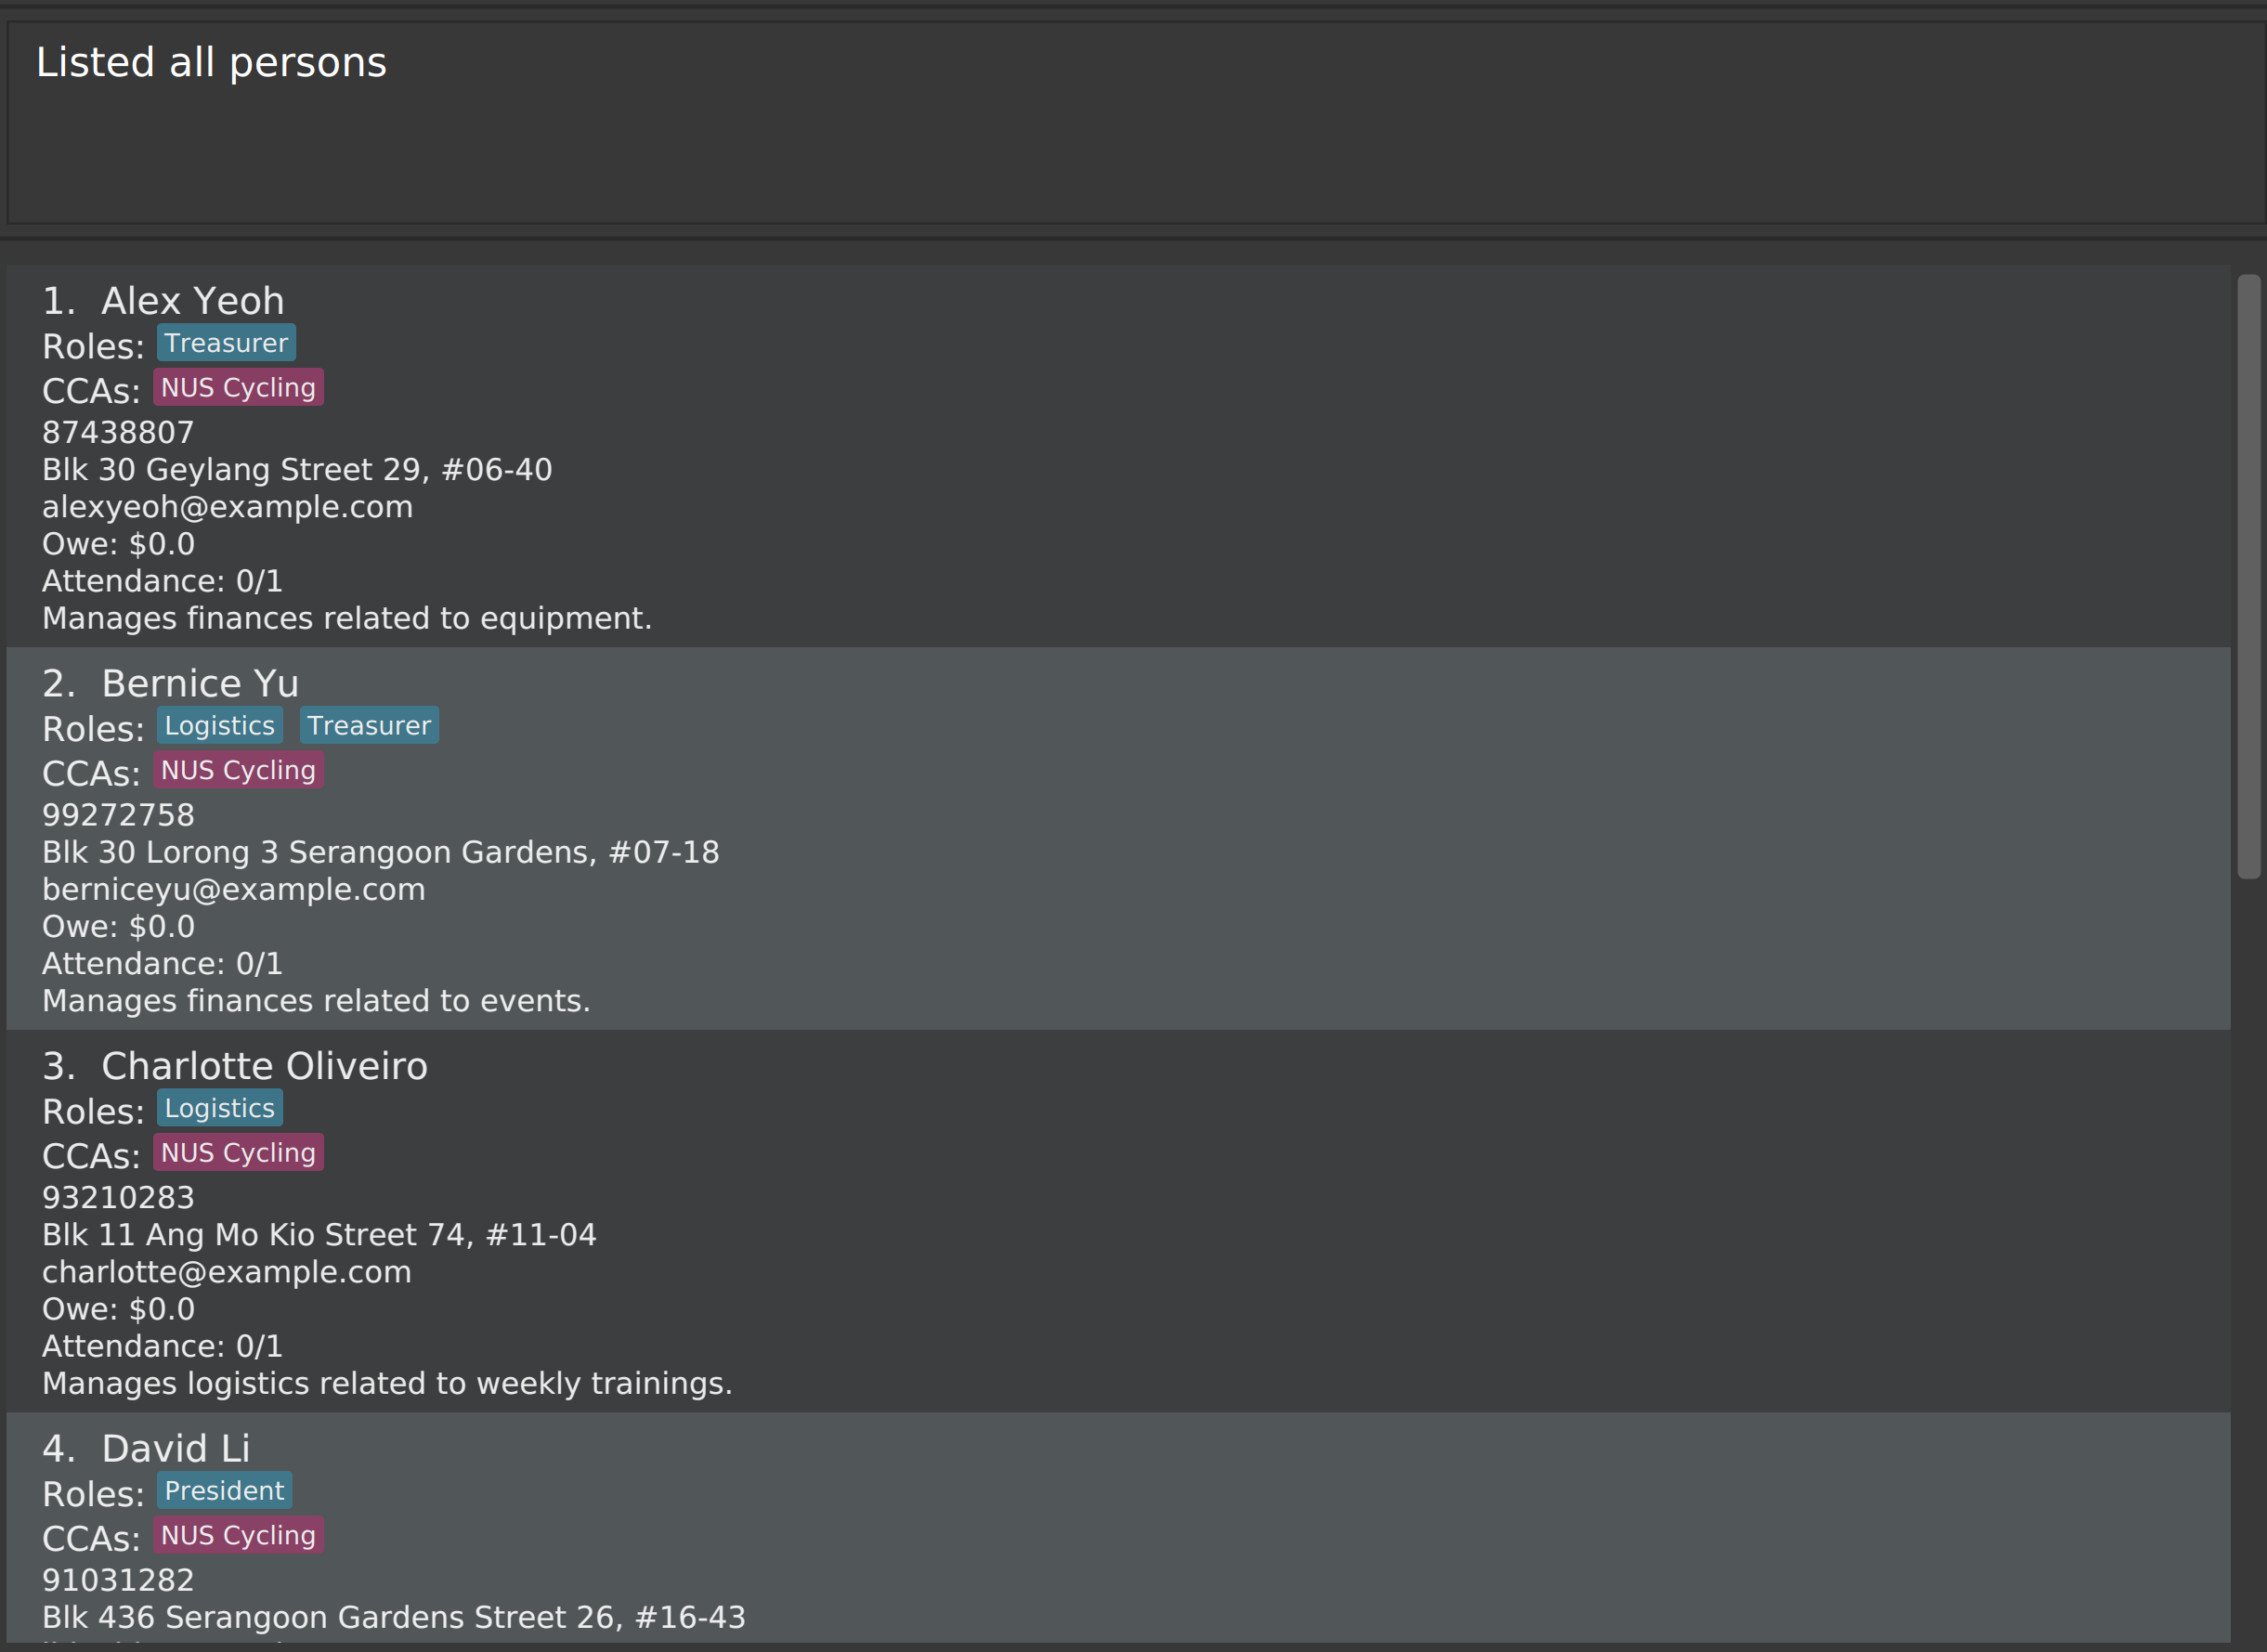 Listed all persons
1. Alex Yeoh
Roles: Treasurer
CCAs: NUS Cycling
87438807
Blk 30 Geylang Street 29, #06-40
alexyeoh@example.com
Owe: $0.0
Attendance: 0/1
Manages finances related to equipment.
2. Bernice Yu
Roles: Logistics Treasurer
CCAs: NUS Cycling
99272758
Blk 30 Lorong 3 Serangoon Gardens, #07-18
berniceyu@example.com
Owe: $0.0
Attendance: 0/1
Manages finances related to events.
3. Charlotte Oliveiro
Roles: Logistics
CCAs: NUS Cycling
93210283
Blk 11 Ang Mo Kio Street 74, #11-04
charlotte@example.com
Owe: $0.0
Attendance: 0/1
Manages logistics related to weekly trainings.
4. David Li
Roles: President
CCAs: NUS Cycling
91031282
Blk 436 Serangoon Gardens Street 26, #16-43